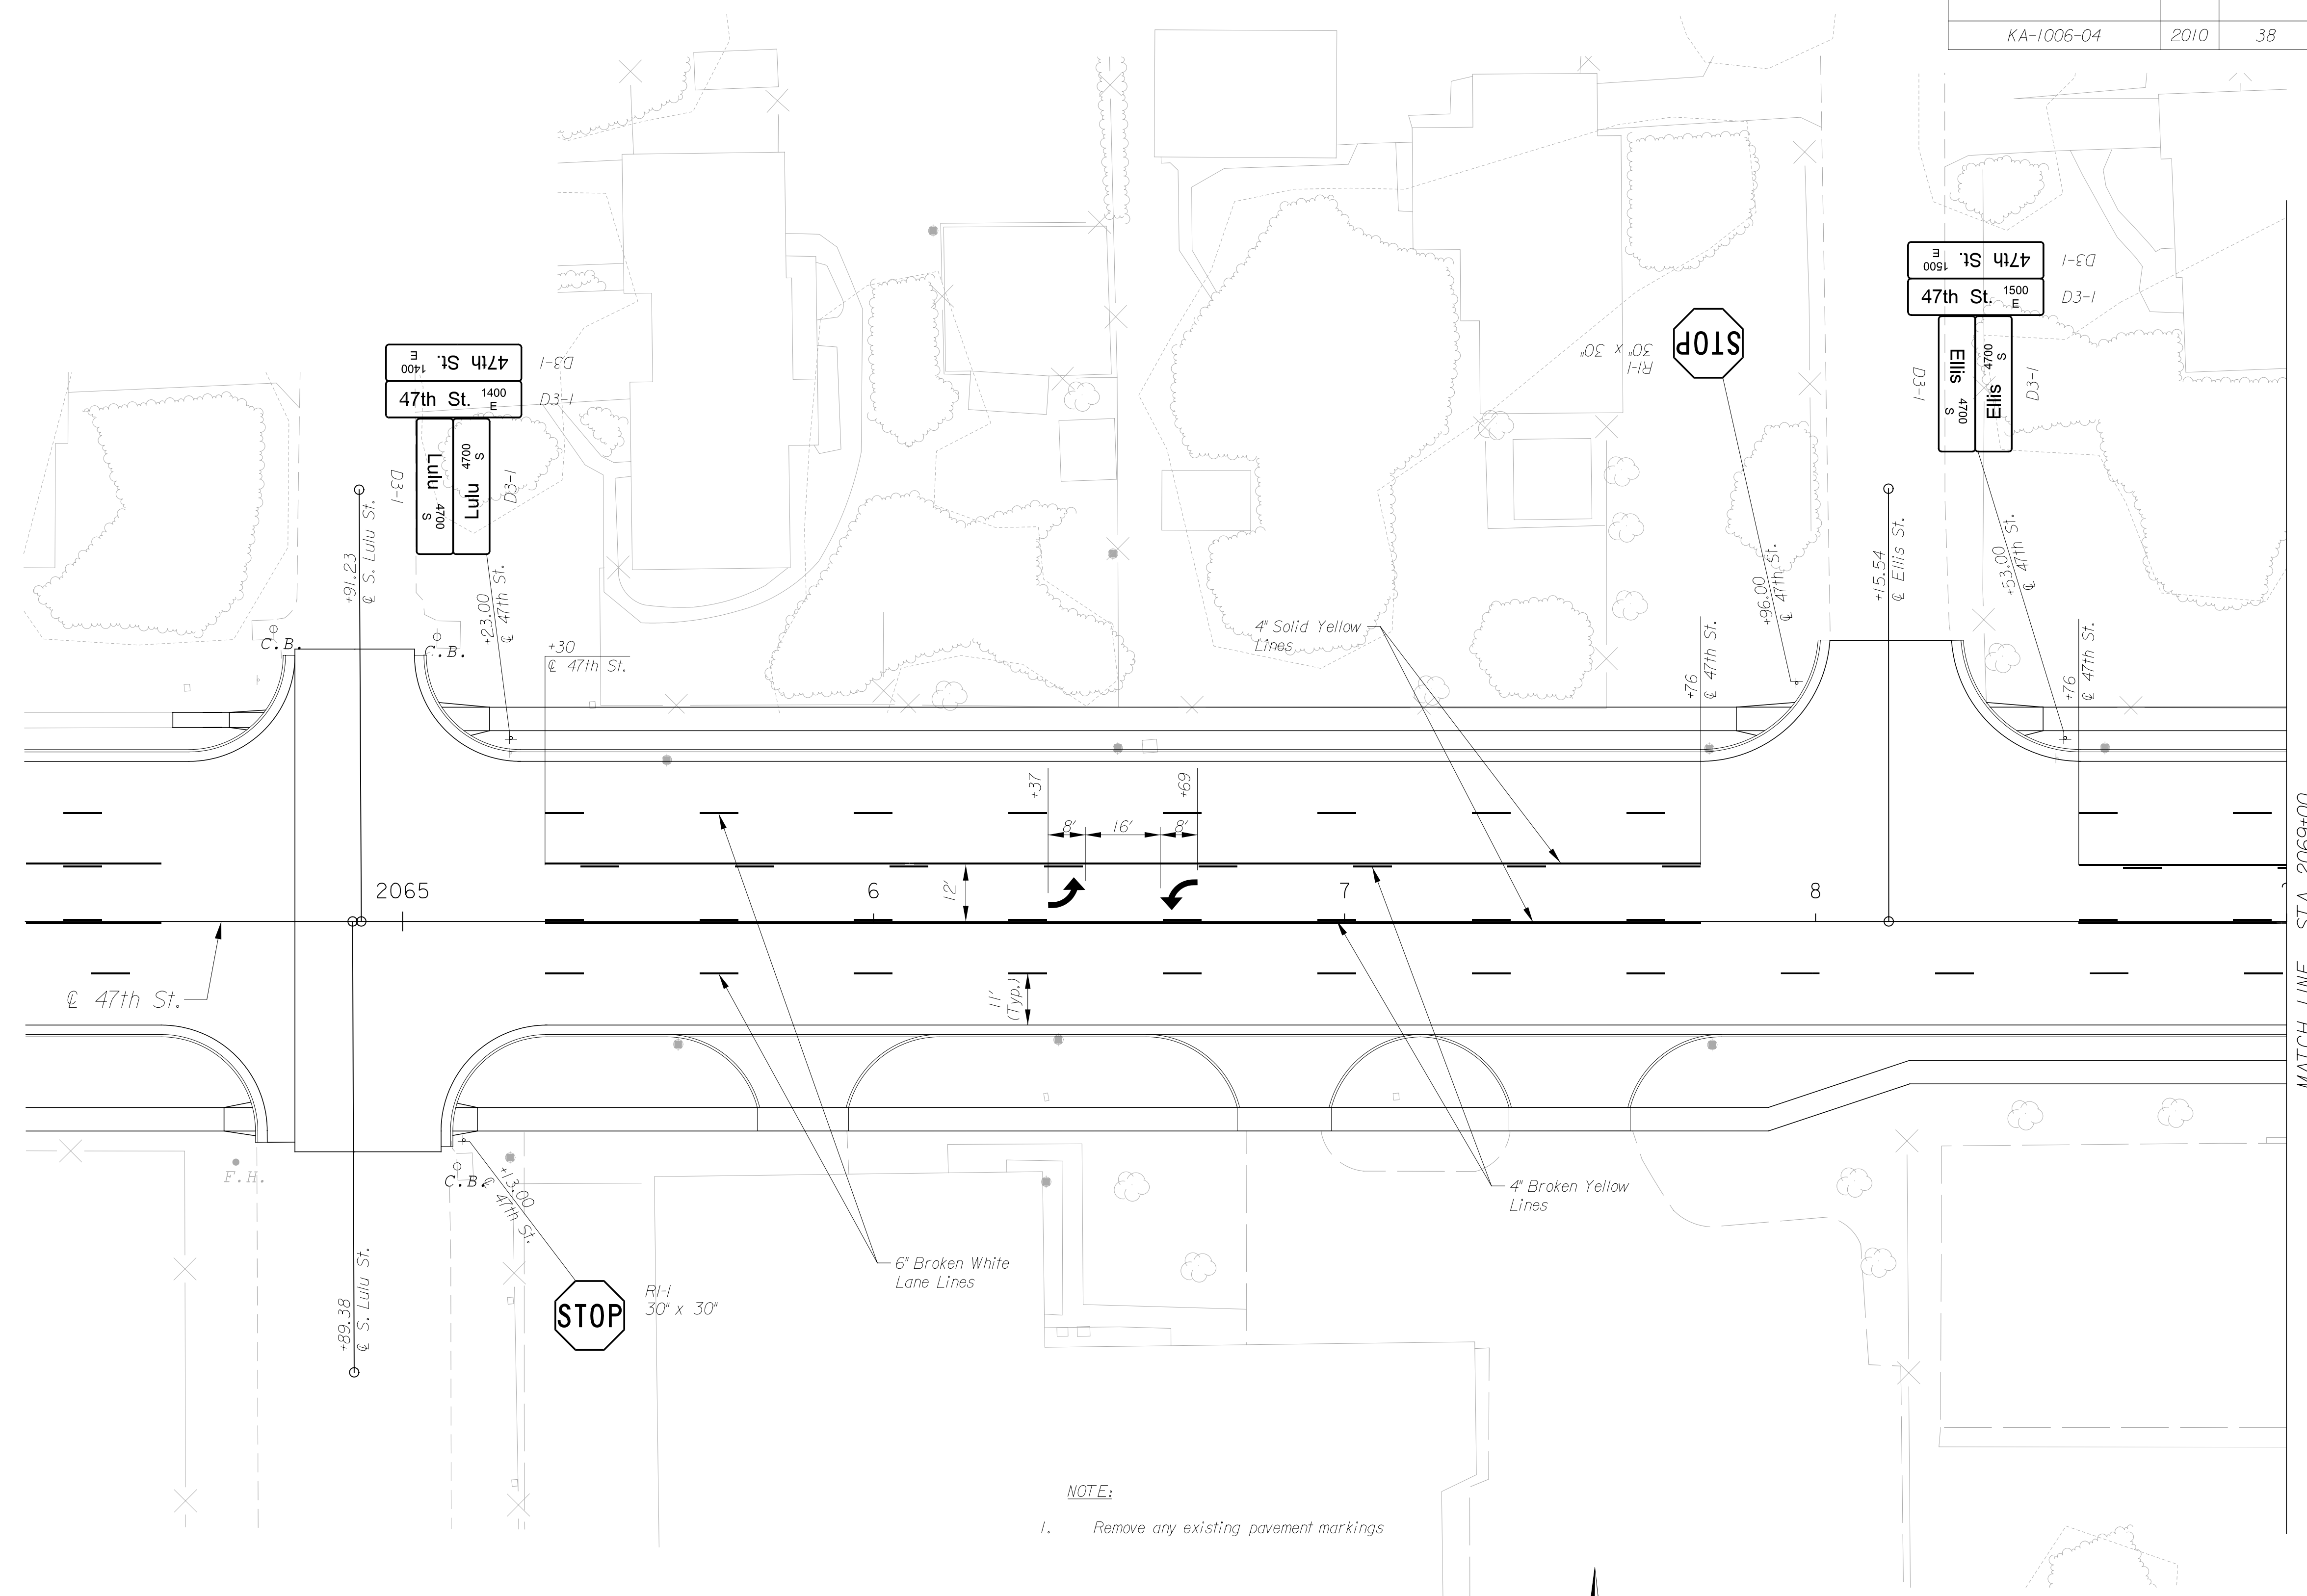 KA-1006-04 2010 38
47th St. 1500 E D3-1
47th St. 1500 E D3-1
Ellis 4700 S D3-1
Ellis 4700 S D3-1
+53.00
℄ 47th St.
+15.54
℄ Ellis St.
STOP
R1-1
30" x 30"
+96.00
℄ 47th St.
47th St. 1400 E D3-1
47th St. 1400 E D3-1
Lulu 4700 S D3-1
Lulu 4700 S D3-1
+91.23
℄ S. Lulu St.
+23.00
℄ 47th St.
C.B.
C.B.
+30
℄ 47th St.
4" Solid Yellow
Lines
+76
℄ 47th St.
+76
℄ 47th St.
+37
+69
8'
16'
8'
12'
2065
6
7
8
℄ 47th St.
11'
(Typ.)
MATCH LINE STA. 2069+00
F.H.
C.B.
+13.00
℄ 47th St.
4" Broken Yellow
Lines
6" Broken White
Lane Lines
+89.38
℄ S. Lulu St.
STOP
R1-1
30" x 30"
NOTE:
1. Remove any existing pavement markings